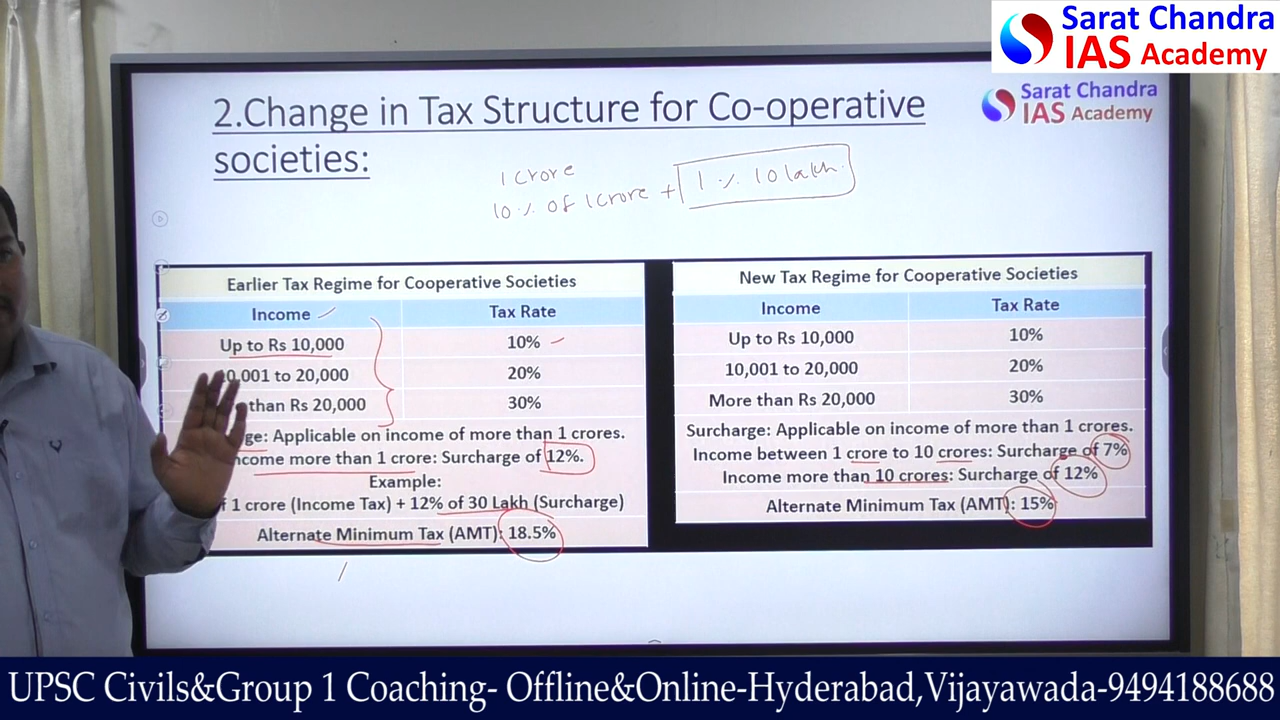 Sarat Chandra
IAS Academy
Sarat Chandra
IAS Academy
2.Change in Tax Structure for Co-operative
societies:
1 crore
10 % of 1 crore + 1 % 10 lakh.
Earlier Tax Regime for Cooperative Societies
Income Tax Rate
Up to Rs 10,000 10%
10,001 to 20,000 20%
than Rs 20,000 30%
ge: Applicable on income of more than 1 crores.
ncome more than 1 crore: Surcharge of 12%.
Example:
f 1 crore (Income Tax) + 12% of 30 Lakh (Surcharge)
Alternate Minimum Tax (AMT): 18.5%
New Tax Regime for Cooperative Societies
Income Tax Rate
Up to Rs 10,000 10%
10,001 to 20,000 20%
More than Rs 20,000 30%
Surcharge: Applicable on income of more than 1 crores.
Income between 1 crore to 10 crores: Surcharge of 7%
Income more than 10 crores: Surcharge of 12%
Alternate Minimum Tax (AMT): 15%
UPSC Civils&Group 1 Coaching- Offline&Online-Hyderabad,Vijayawada-9494188688